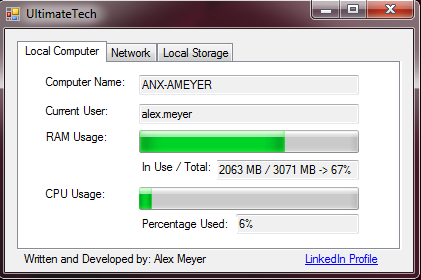 UltimateTech
Local Computer Network Local Storage
Computer Name: ANX-AMEYER
Current User: alex.meyer
RAM Usage:
In Use / Total: 2063 MB / 3071 MB -> 67%
CPU Usage:
Percentage Used: 6%
Written and Developed by: Alex Meyer LinkedIn Profile